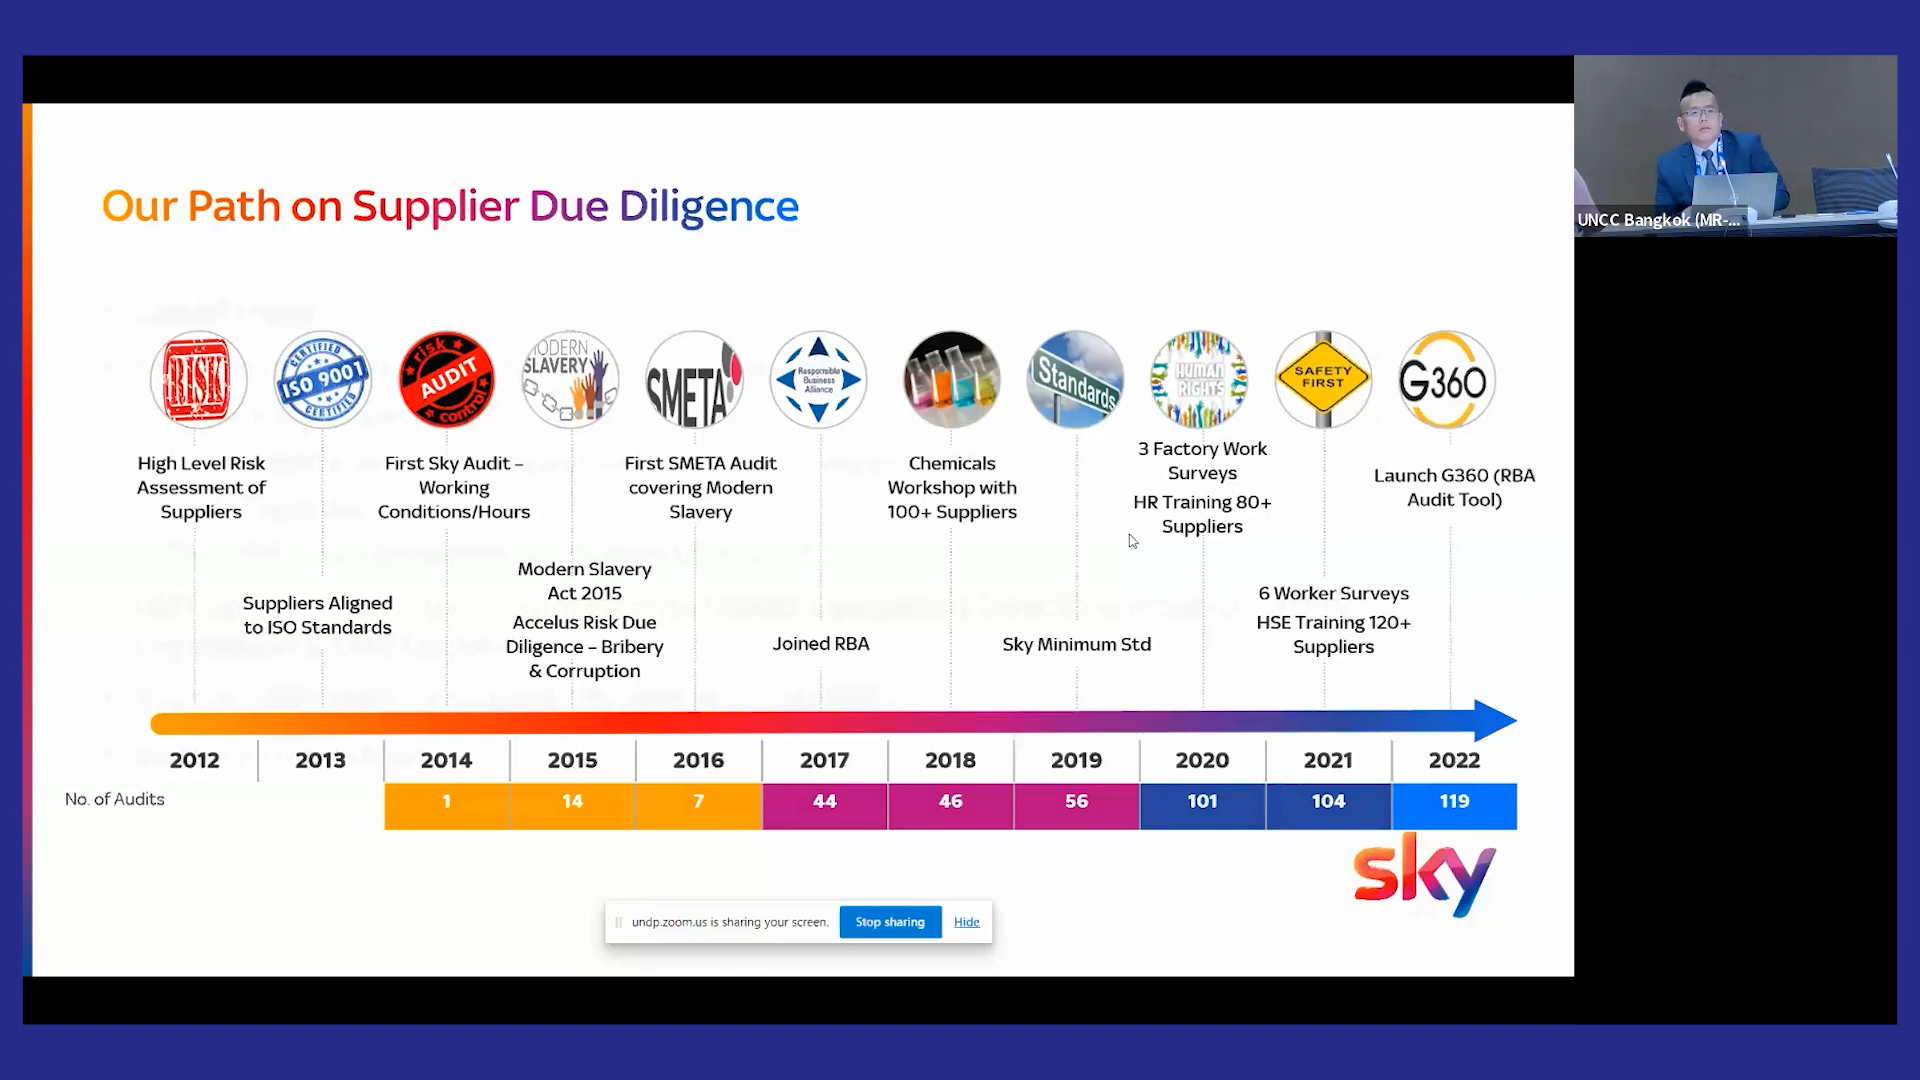 UNCC Bangkok (MR-...
Our Path on Supplier Due Diligence
RISK
CERTIFIED
ISO 9001
CERTIFIED
risk
AUDIT
control
MODERN
SLAVERY
SMETA
Responsible
Business
Alliance
Standards
HUMAN
RIGHTS
SAFETY
FIRST
G360
High Level Risk
Assessment of
Suppliers
Suppliers Aligned
to ISO Standards
First Sky Audit –
Working
Conditions/Hours
Modern Slavery
Act 2015
Accelus Risk Due
Diligence – Bribery
& Corruption
First SMETA Audit
covering Modern
Slavery
Joined RBA
Chemicals
Workshop with
100+ Suppliers
Sky Minimum Std
3 Factory Work
Surveys
HR Training 80+
Suppliers
6 Worker Surveys
HSE Training 120+
Suppliers
Launch G360 (RBA
Audit Tool)
2012 2013 2014 2015 2016 2017 2018 2019 2020 2021 2022
No. of Audits 1 14 7 44 46 56 101 104 119
sky
undp.zoom.us is sharing your screen. Stop sharing Hide